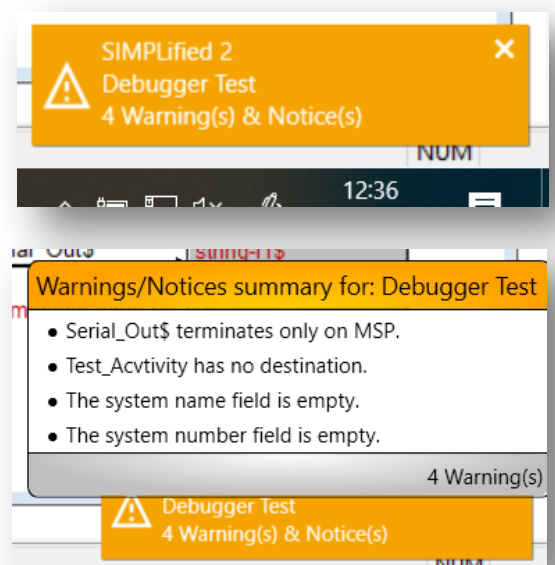 SIMPLified 2
Debugger Test
4 Warning(s) & Notice(s)
NUM
12:36
string-r1$
Warnings/Notices summary for: Debugger Test
● Serial_Out$ terminates only on MSP.
● Test_Acvtivity has no destination.
● The system name field is empty.
● The system number field is empty.
4 Warning(s)
Debugger Test
4 Warning(s) & Notice(s)